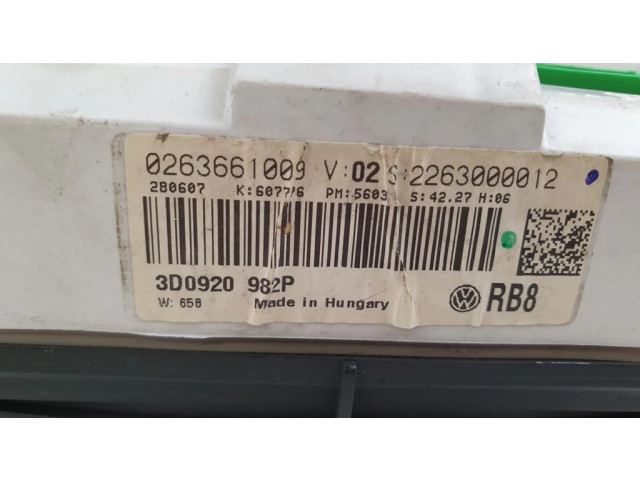 0263661009 V:02 S:2263000012
280607 K:6077/6 PM:5603 S:42.27 H:06
3D0920 982P
W: 658 Made in Hungary RB8